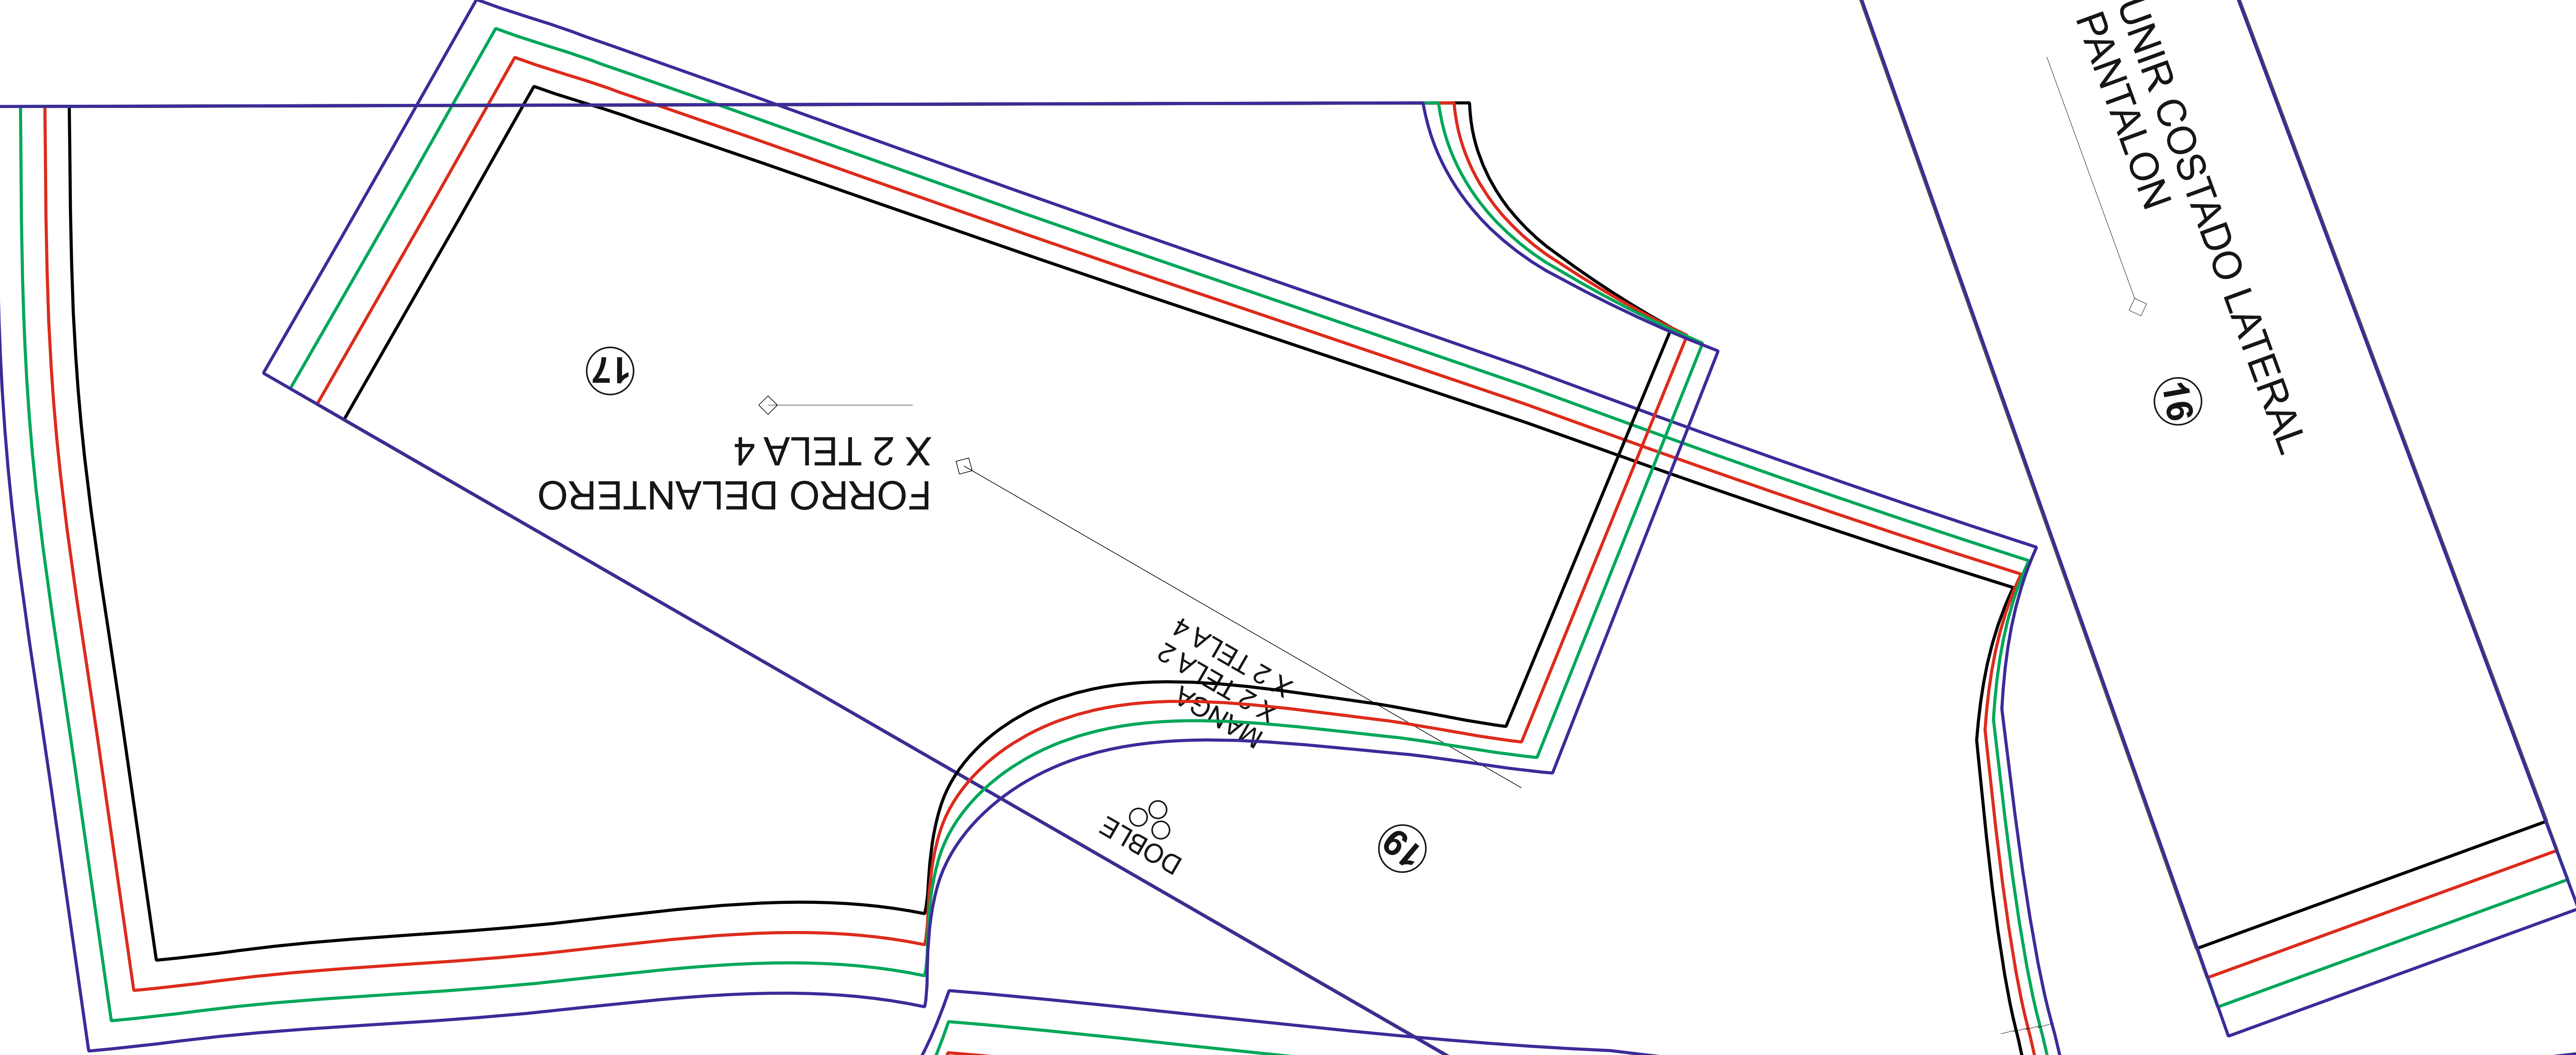 UNIR COSTADO LATERAL
PANTALON
16
17
FORRO DELANTERO
X 2 TELA 4
MANGA
X 2 TELA 2
X 2 TELA 4
DOBLE
19